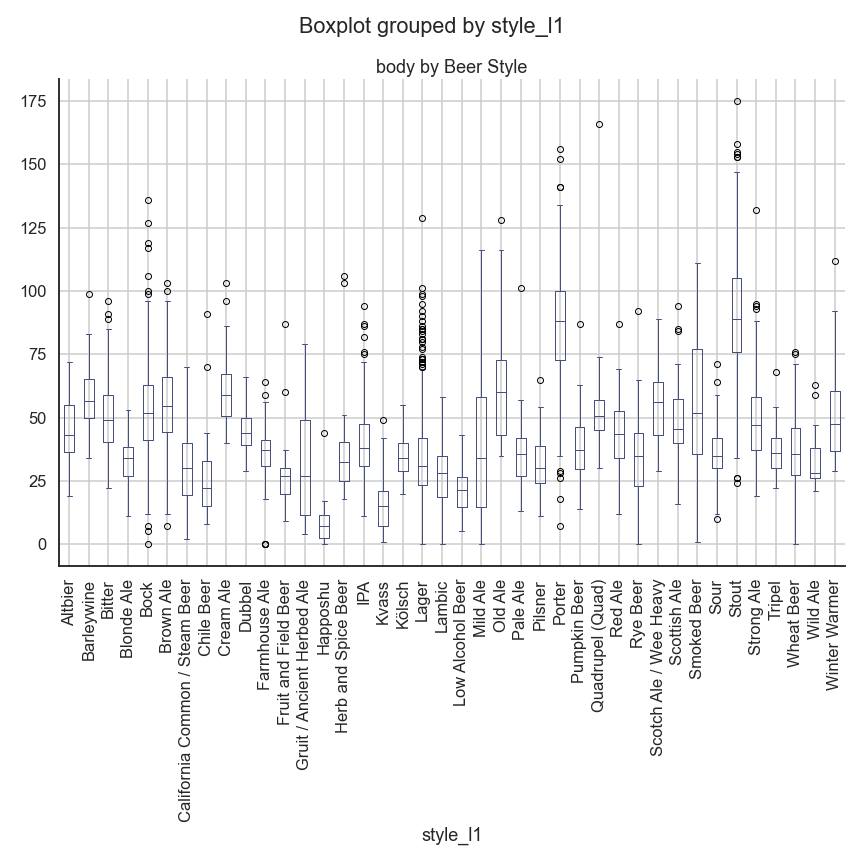 Boxplot grouped by style_l1
body by Beer Style
175
150
125
100
75
50
25
0
Altbier
Barleywine
Bitter
Blonde Ale
Bock
Brown Ale
California Common / Steam Beer
Chile Beer
Cream Ale
Dubbel
Farmhouse Ale
Fruit and Field Beer
Gruit / Ancient Herbed Ale
Happoshu
Herb and Spice Beer
IPA
Kvass
Kölsch
Lager
Lambic
Low Alcohol Beer
Mild Ale
Old Ale
Pale Ale
Pilsner
Porter
Pumpkin Beer
Quadrupel (Quad)
Red Ale
Rye Beer
Scotch Ale / Wee Heavy
Scottish Ale
Smoked Beer
Sour
Stout
Strong Ale
Tripel
Wheat Beer
Wild Ale
Winter Warmer
style_l1